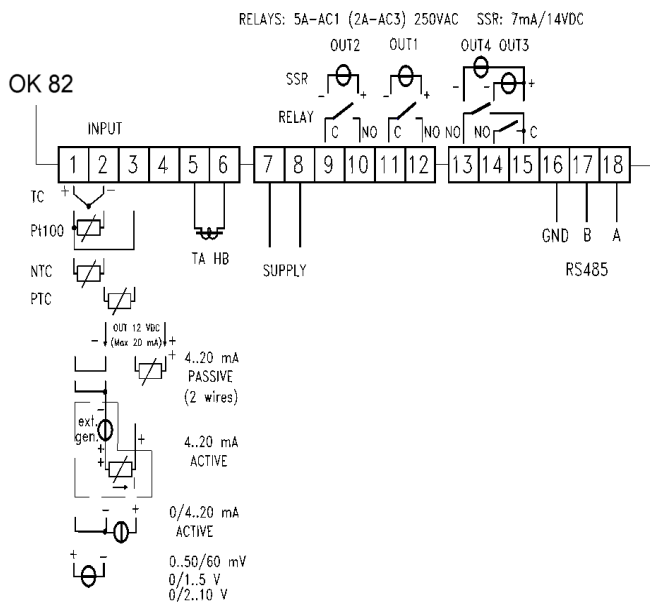 RELAYS: 5A-AC1 (2A-AC3) 250VAC SSR: 7mA/14VDC
OUT2 OUT1 OUT4 OUT3
SSR - + - + - - +
OK 82
RELAY
INPUT C NO C NO NO NO C
1 2 3 4 5 6 7 8 9 10 11 12 13 14 15 16 17 18
TC + -
Pt100
GND B A
TA HB SUPPLY RS485
NTC
PTC
OUT 12 VDC
- (Max 20 mA) + +
4..20 mA
PASSIVE
(2 wires)
-
ext.
gen. +
+ +
4..20 mA
ACTIVE
- + 0/4..20 mA
ACTIVE
+ - 0..50/60 mV
0/1..5 V
0/2..10 V